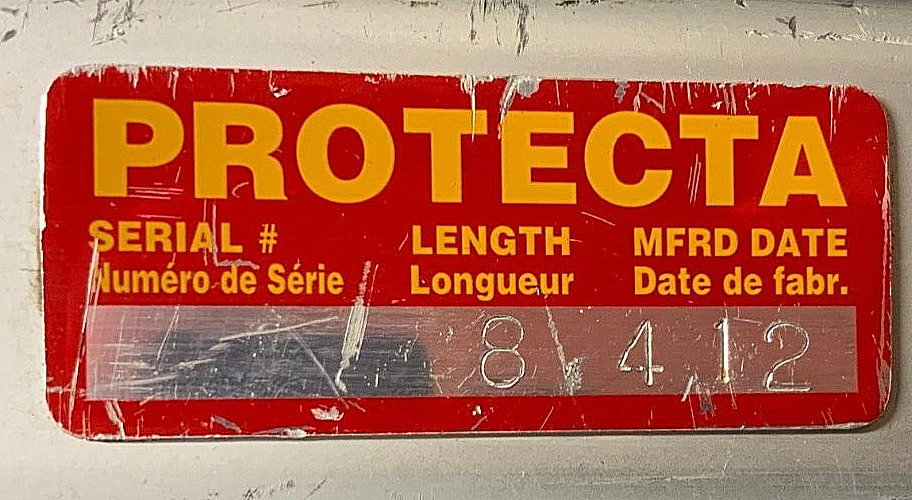 PROTECTA
SERIAL # LENGTH MFRD DATE
Numéro de Série Longueur Date de fabr.
8 4 12